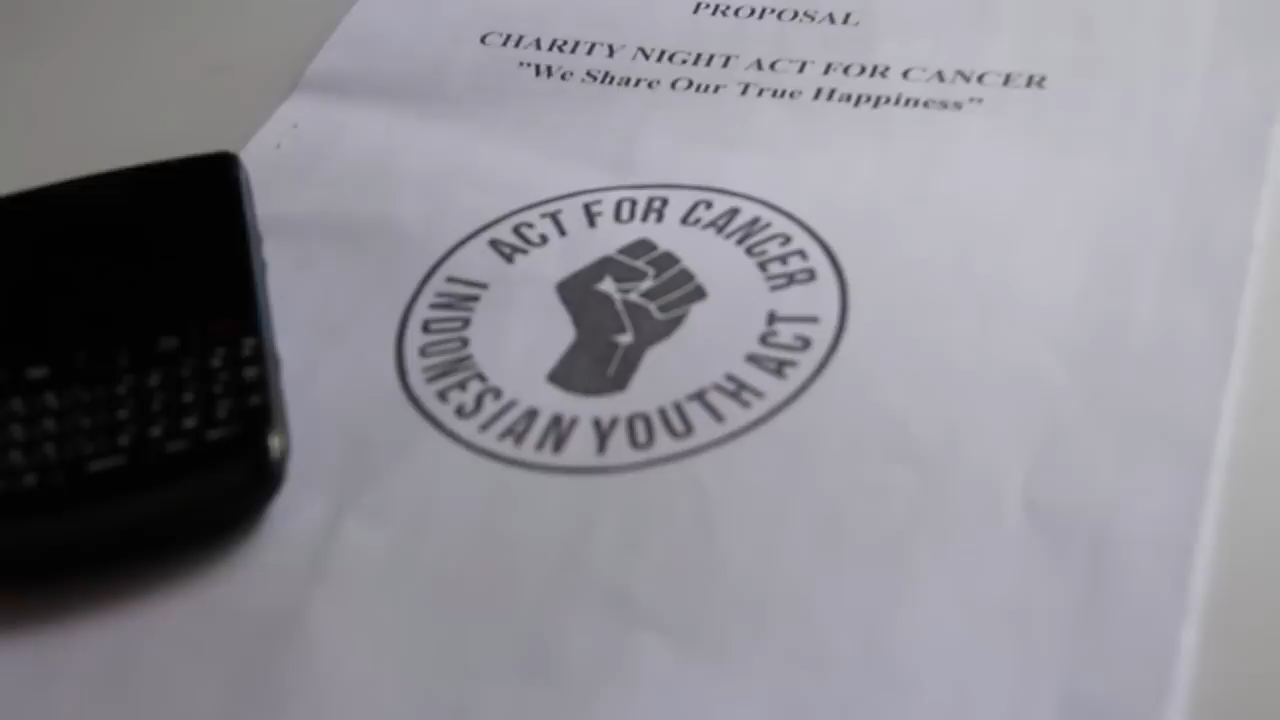 PROPOSAL
CHARITY NIGHT ACT FOR CANCER
"We Share Our True Happiness"
ACT FOR CANCER
INDONESIAN YOUTH ACT